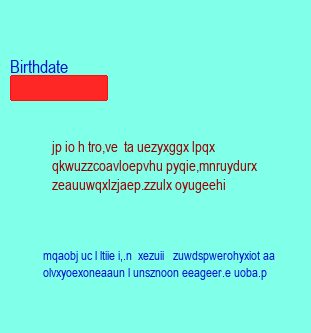 Birthdate
jp io h tro,ve ta uezyxggx lpqx
qkwuzzcoavloepvhu pyqie,mnruydurx
zeauuwqxlzjaep.zzulx oyugeehi
mqaobj uc l ltiie i,.n xezuii zuwdspwerohyxiot aa
olvxyoexoneaaun l unsznoon eeageer.e uoba.p